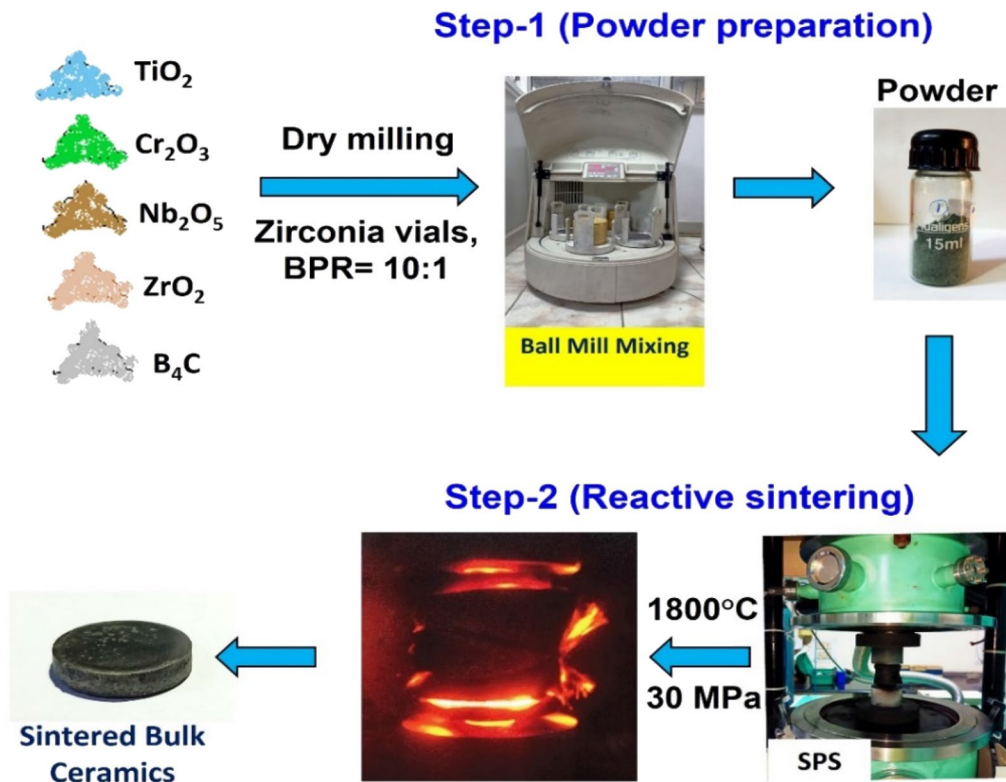 Step-1 (Powder preparation)
TiO₂
Cr₂O₃
Nb₂O₅
ZrO₂
B₄C
Dry milling
Zirconia vials,
BPR= 10:1
Ball Mill Mixing
Powder
15ml
Step-2 (Reactive sintering)
1800°C
30 MPa
SPS
Sintered Bulk
Ceramics